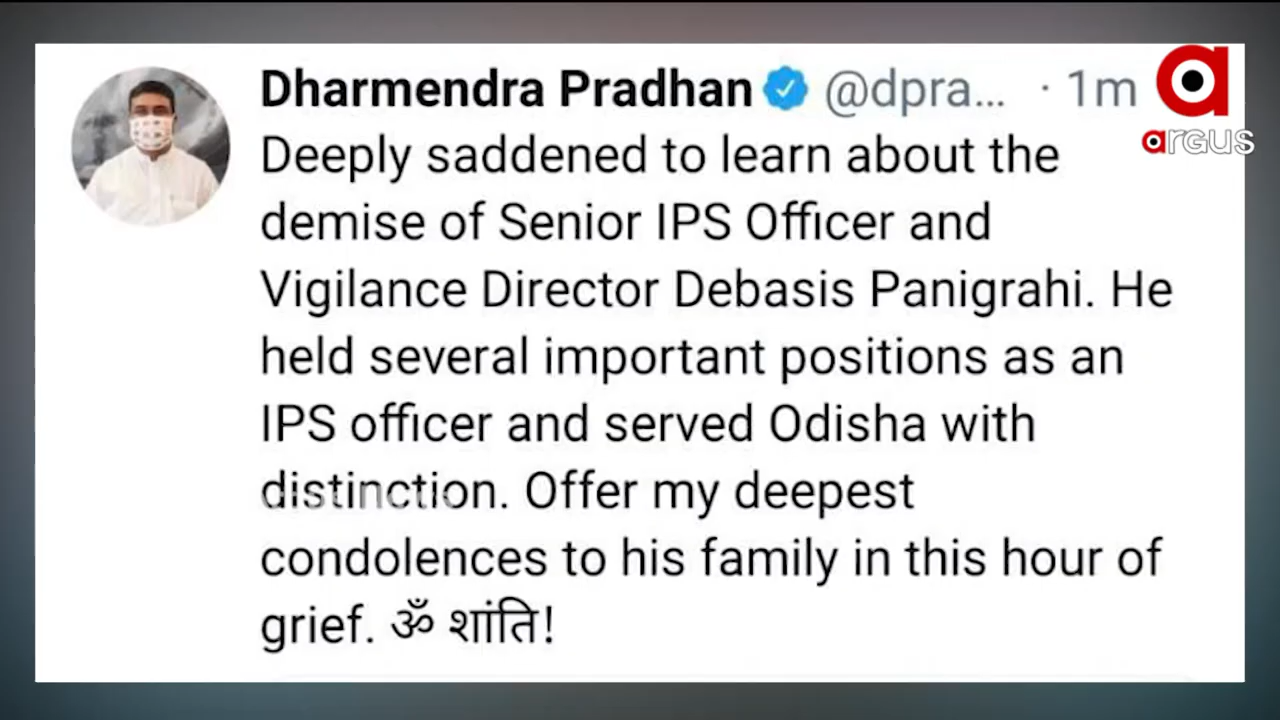 Dharmendra Pradhan @dpra... · 1m
argus
Deeply saddened to learn about the
demise of Senior IPS Officer and
Vigilance Director Debasis Panigrahi. He
held several important positions as an
IPS officer and served Odisha with
distinction. Offer my deepest
condolences to his family in this hour of
grief. ॐ शांति!